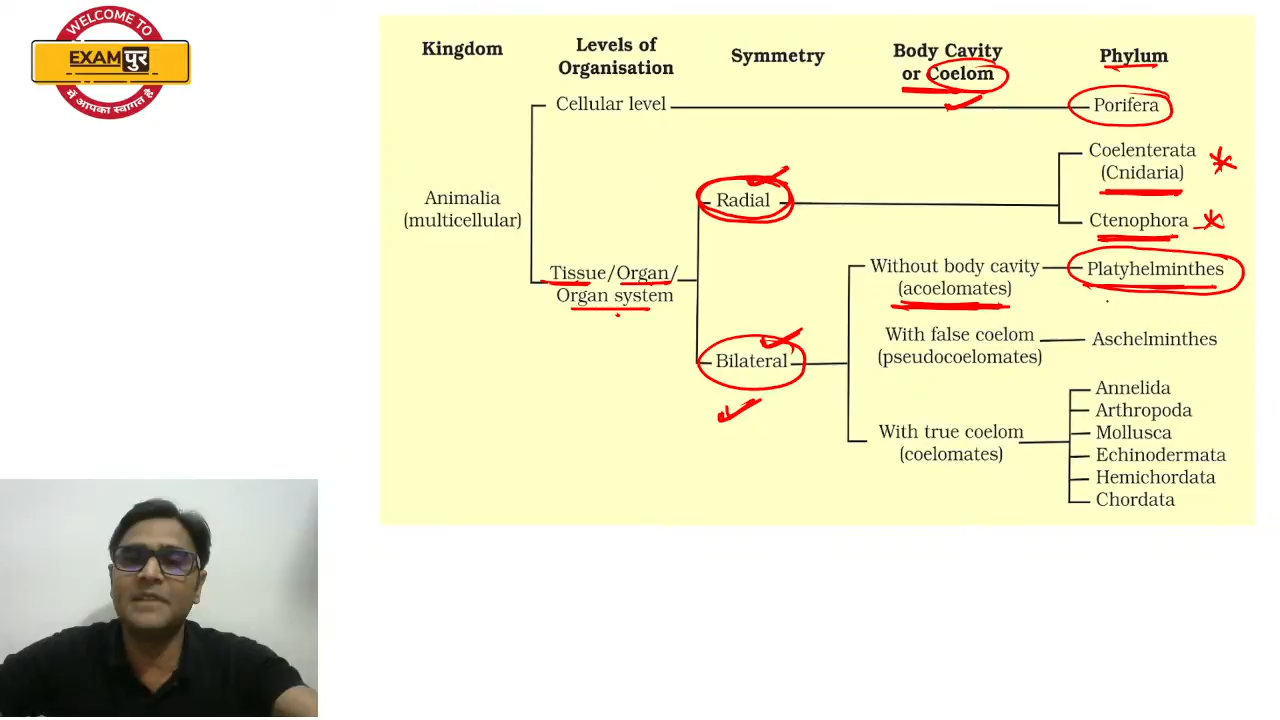 WELCOME TO
EXAMपुर
में आपका स्वागत है
Kingdom
Levels of
Organisation
Symmetry
Body Cavity
or Coelom
Phylum
Cellular level
Porifera
Animalia
(multicellular)
Tissue/Organ/
Organ system
Radial
Coelenterata
(Cnidaria)
Ctenophora
Bilateral
Without body cavity
(acoelomates)
Platyhelminthes
With false coelom
(pseudocoelomates)
Aschelminthes
With true coelom
(coelomates)
Annelida
Arthropoda
Mollusca
Echinodermata
Hemichordata
Chordata